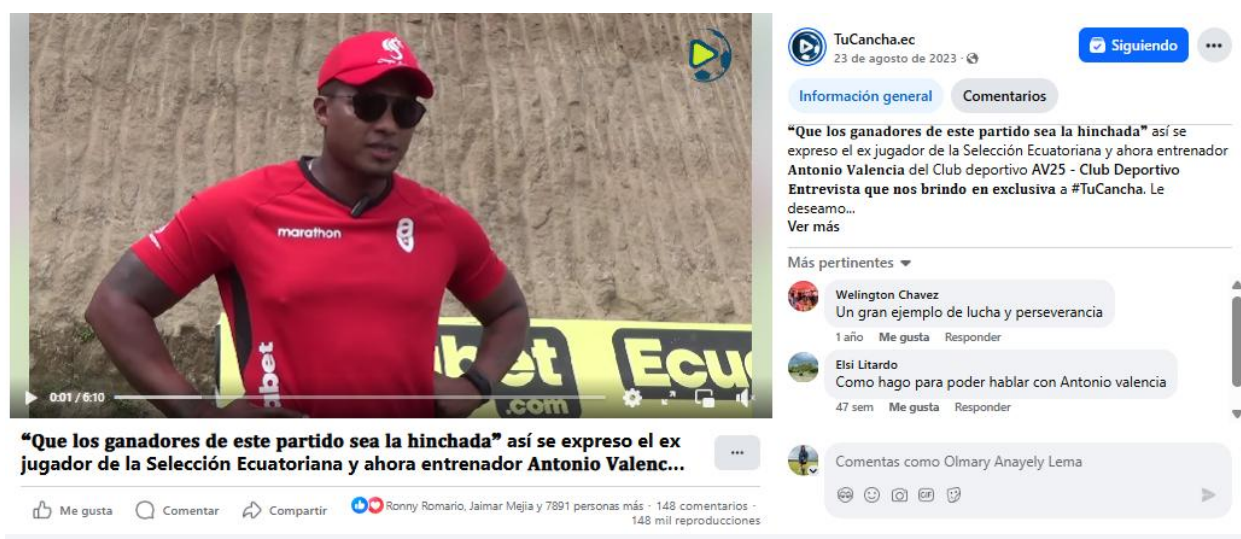 marathon
abet
bet
.com
Ecu
0:01 / 6:10
“Que los ganadores de este partido sea la hinchada” así se expreso el ex
jugador de la Selección Ecuatoriana y ahora entrenador Antonio Valenc...
Me gusta
Comentar
Compartir
Ronny Romario, Jaimar Mejia y 7891 personas más · 148 comentarios ·
148 mil reproducciones
TuCancha.ec
23 de agosto de 2023 ·
Siguiendo
Información general
Comentarios
“Que los ganadores de este partido sea la hinchada” así se
expreso el ex jugador de la Selección Ecuatoriana y ahora entrenador
Antonio Valencia del Club deportivo AV25 - Club Deportivo
Entrevista que nos brindo en exclusiva a #TuCancha. Le
deseamo...
Ver más
Más pertinentes
Welington Chavez
Un gran ejemplo de lucha y perseverancia
1 año Me gusta Responder
Elsi Litardo
Como hago para poder hablar con Antonio valencia
47 sem Me gusta Responder
Comentas como Olmary Anayely Lema
GIF